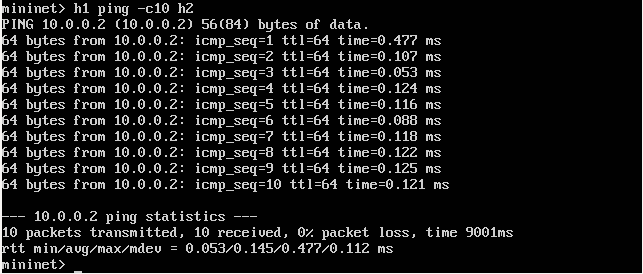 mininet> h1 ping -c10 h2
PING 10.0.0.2 (10.0.0.2) 56(84) bytes of data.
64 bytes from 10.0.0.2: icmp_seq=1 ttl=64 time=0.477 ms
64 bytes from 10.0.0.2: icmp_seq=2 ttl=64 time=0.107 ms
64 bytes from 10.0.0.2: icmp_seq=3 ttl=64 time=0.053 ms
64 bytes from 10.0.0.2: icmp_seq=4 ttl=64 time=0.124 ms
64 bytes from 10.0.0.2: icmp_seq=5 ttl=64 time=0.116 ms
64 bytes from 10.0.0.2: icmp_seq=6 ttl=64 time=0.088 ms
64 bytes from 10.0.0.2: icmp_seq=7 ttl=64 time=0.118 ms
64 bytes from 10.0.0.2: icmp_seq=8 ttl=64 time=0.122 ms
64 bytes from 10.0.0.2: icmp_seq=9 ttl=64 time=0.125 ms
64 bytes from 10.0.0.2: icmp_seq=10 ttl=64 time=0.121 ms
--- 10.0.0.2 ping statistics ---
10 packets transmitted, 10 received, 0% packet loss, time 9001ms
rtt min/avg/max/mdev = 0.053/0.145/0.477/0.112 ms
mininet> _